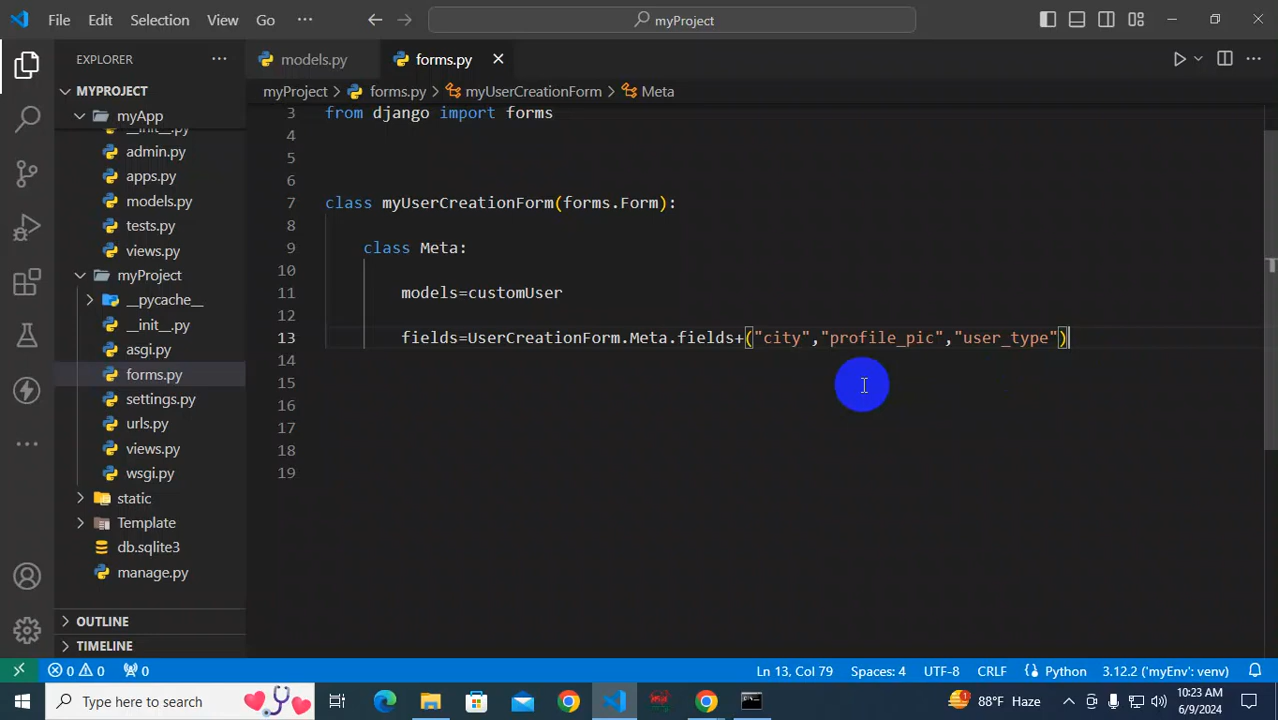 File Edit Selection View Go ··· myProject
EXPLORER ···
models.py forms.py
MYPROJECT
myProject > forms.py > myUserCreationForm > Meta
myApp
__init__.py
admin.py
apps.py
models.py
tests.py
views.py
myProject
__pycache__
__init__.py
asgi.py
forms.py
settings.py
urls.py
views.py
wsgi.py
static
Template
db.sqlite3
manage.py
OUTLINE
TIMELINE
3 from django import forms
4
5
6
7 class myUserCreationForm(forms.Form):
8
9 class Meta:
10
11 models=customUser
12
13 fields=UserCreationForm.Meta.fields+("city","profile_pic","user_type")
14
15
16
17
18
19
0 0 0 Ln 13, Col 79 Spaces: 4 UTF-8 CRLF Python 3.12.2 ('myEnv': venv)
Type here to search 1 88°F Haze 10:23 AM
6/9/2024